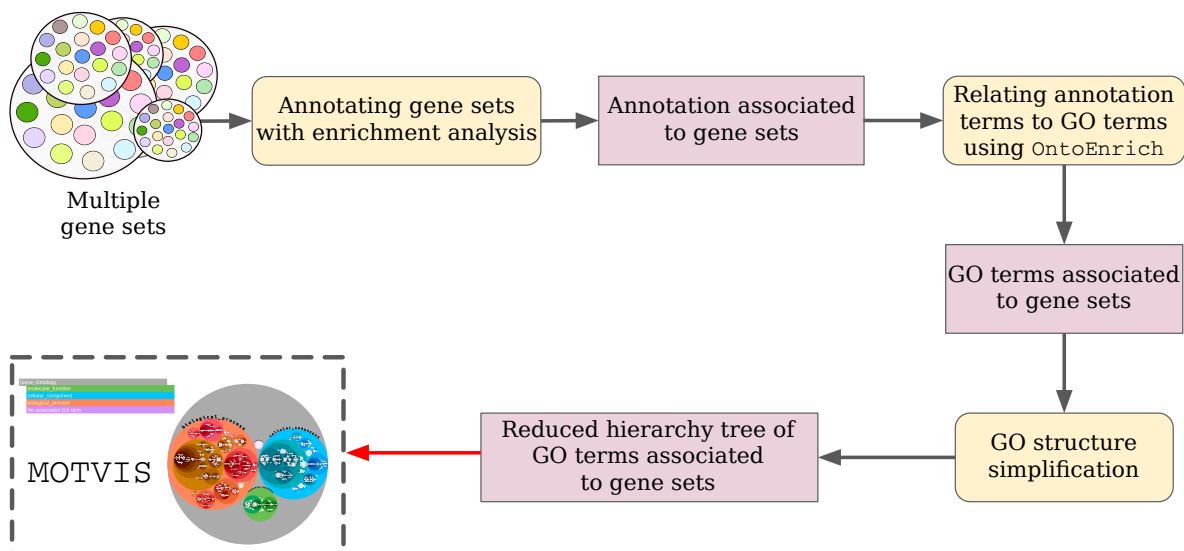 Multiple
gene sets
Annotating gene sets
with enrichment analysis
Annotation associated
to gene sets
Relating annotation
terms to GO terms
using OntoEnrich
GO terms associated
to gene sets
GO structure
simplification
Reduced hierarchy tree of
GO terms associated
to gene sets
Gene_Ontology
molecular_function
cellular_component
biological_process
No associated GO term
MOTVIS
biological_process
cellular_component